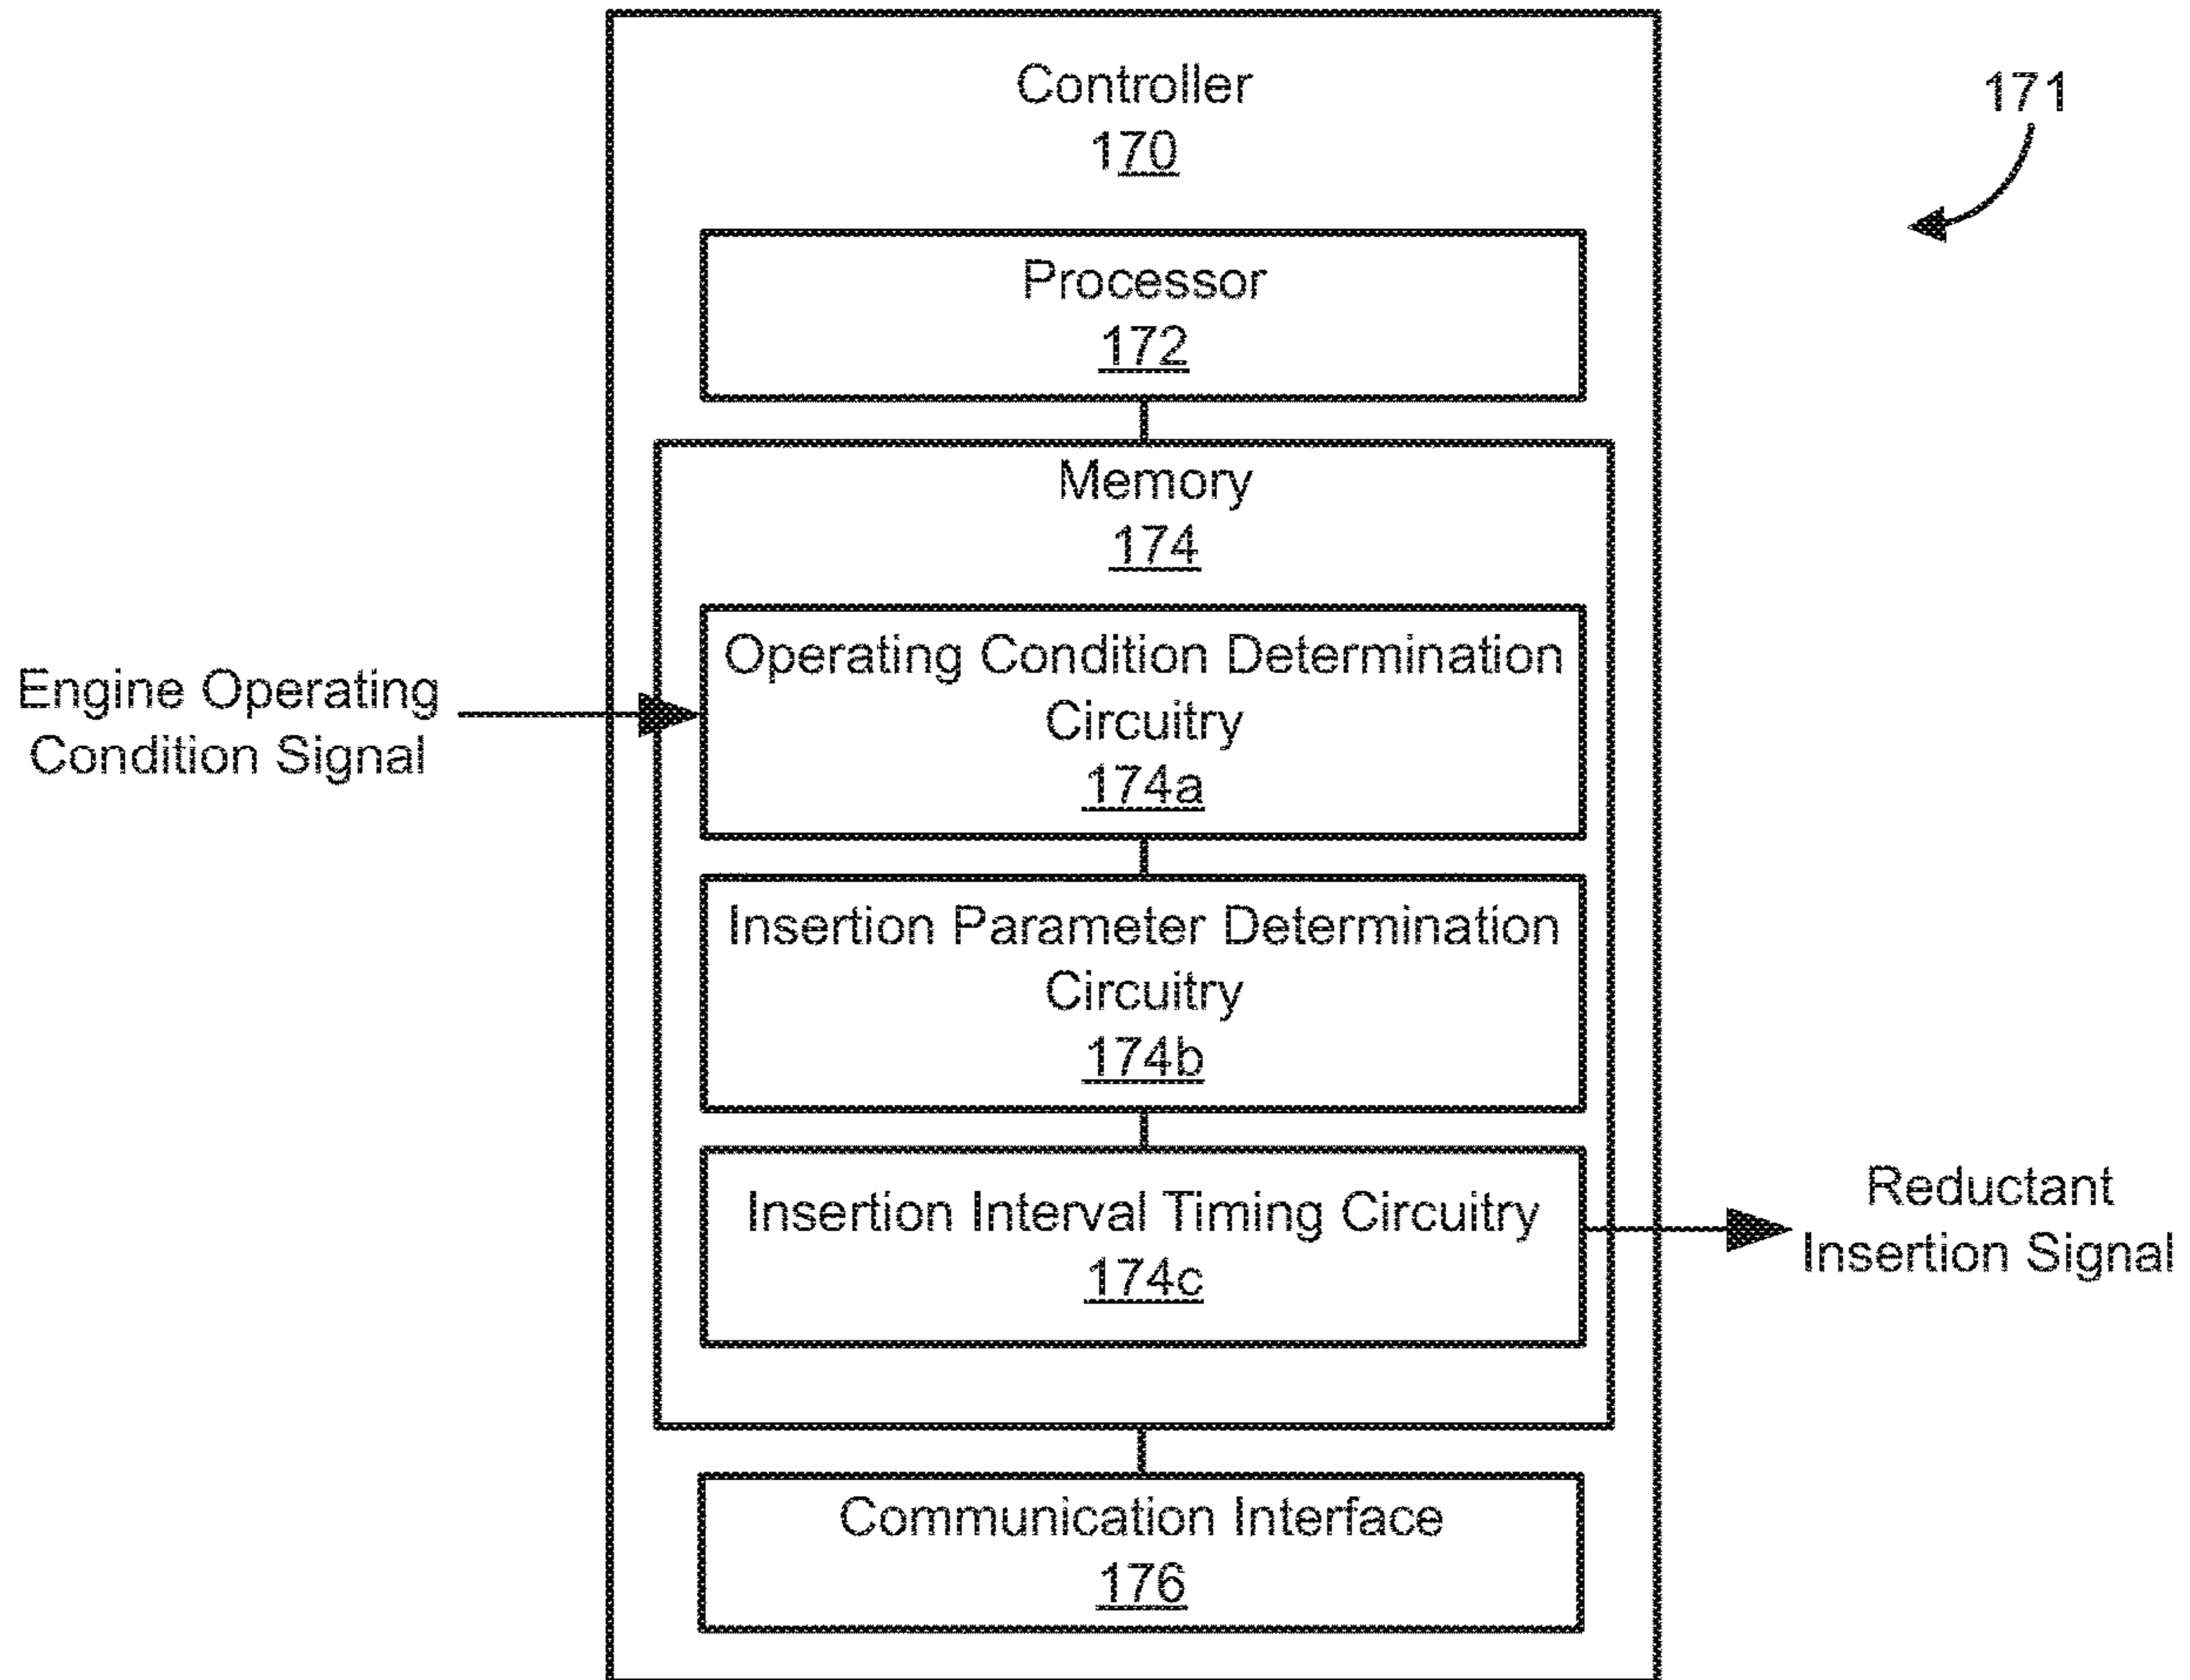 Controller
170
171
Processor
172
Memory
174
Operating Condition Determination
Circuitry
174a
Engine Operating
Condition Signal
Insertion Parameter Determination
Circuitry
174b
Insertion Interval Timing Circuitry
174c
Reductant
Insertion Signal
Communication Interface
176